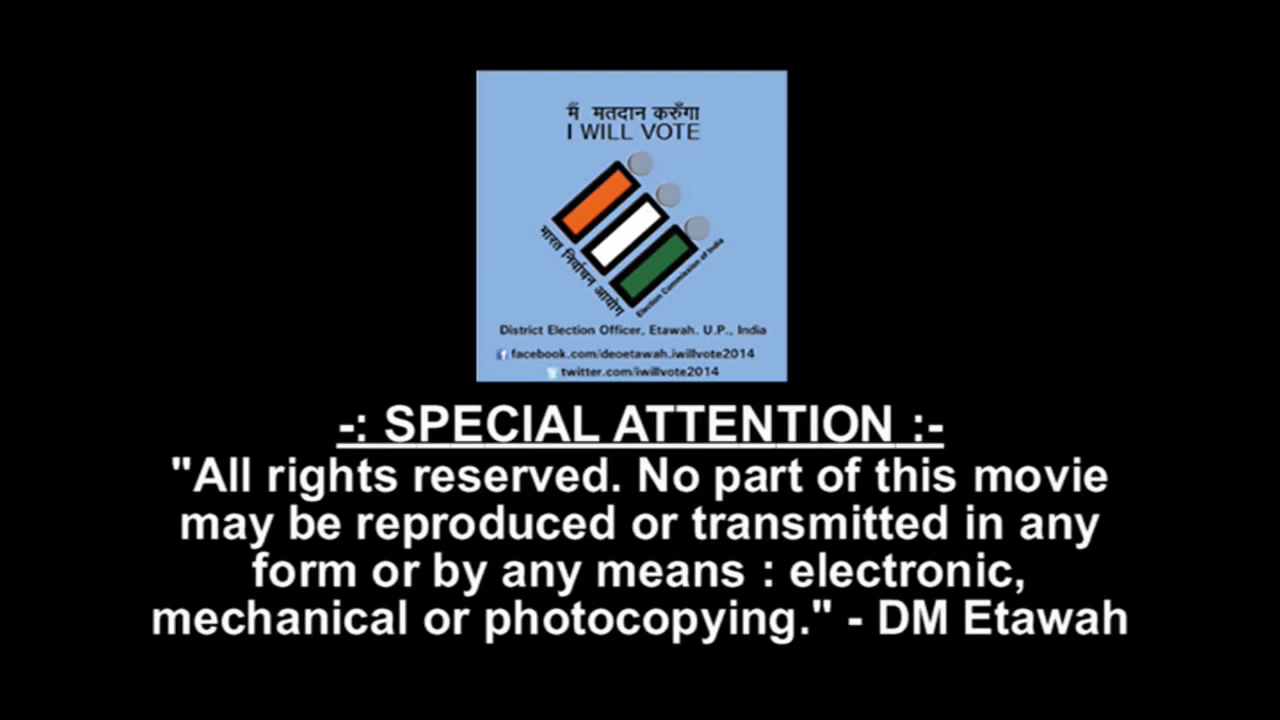 मैं मतदान करुँगा
I WILL VOTE
भारत निर्वाचन आयोग
Election Commission of India
District Election Officer, Etawah. U.P., India
facebook.com/deoetawah.iwillvote2014
twitter.com/iwillvote2014
-: SPECIAL ATTENTION :-
"All rights reserved. No part of this movie
may be reproduced or transmitted in any
form or by any means : electronic,
mechanical or photocopying." - DM Etawah